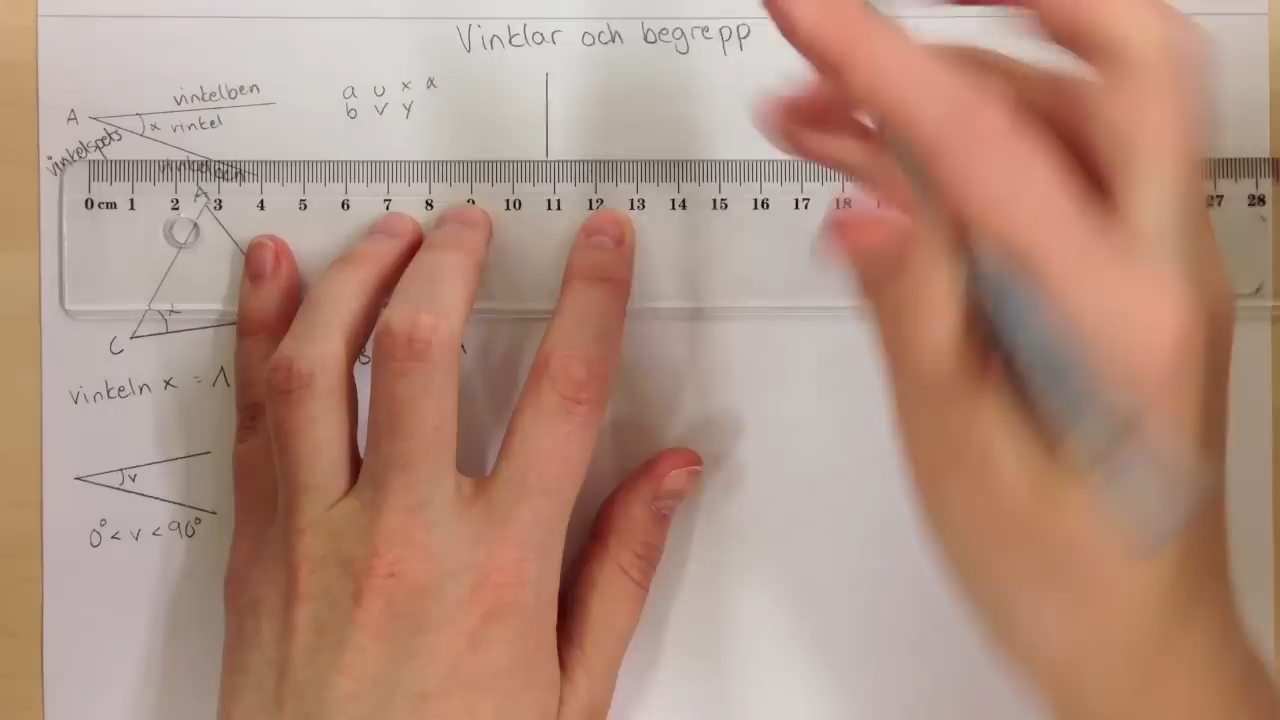 Vinklar och begrepp
vinkelben
A
x vinkel
vinkelspets
vinkelben
a u x α
b v y
0 cm 1 2 3 4 5 6 7 8 9 10 11 12 13 14 15 16 17 18 27 28
A
x
C
vinkeln x =
v
0° < v < 90°